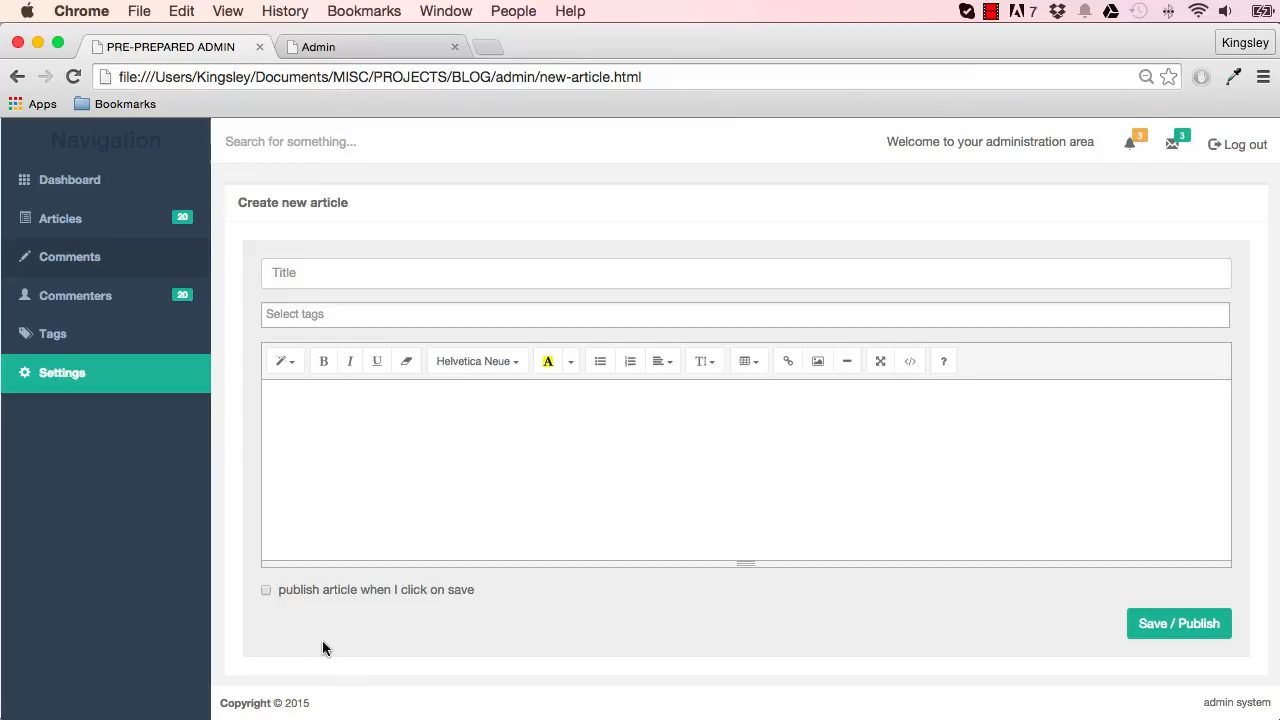 Chrome File Edit View History Bookmarks Window People Help 7
PRE-PREPARED ADMIN Admin Kingsley
file:///Users/Kingsley/Documents/MISC/PROJECTS/BLOG/admin/new-article.html
Apps Bookmarks
Navigation
Search for something... Welcome to your administration area 3 3 Log out
Dashboard
Articles 20
Comments
Commenters 20
Tags
Settings
Create new article
Title
Select tags
B I U Helvetica Neue A T </> ?
publish article when I click on save
Save / Publish
Copyright © 2015 admin system